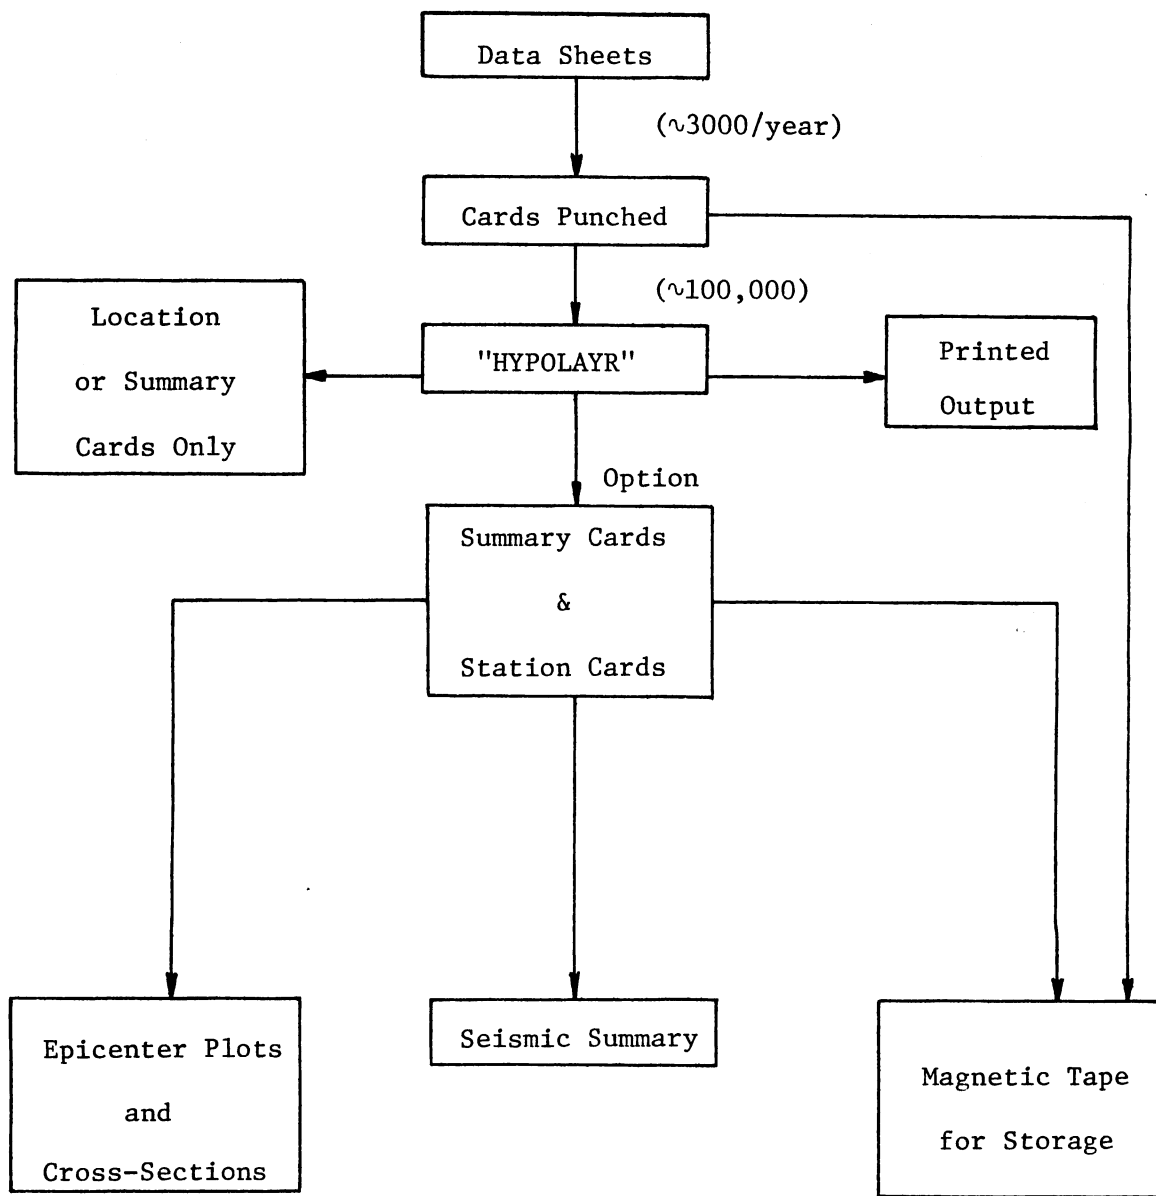 Data Sheets
(∿3000/year)
Cards Punched
(∿100,000)
Location
or Summary
Cards Only
"HYPOLAYR"
Printed
Output
Option
Summary Cards
&
Station Cards
Epicenter Plots
and
Cross-Sections
Seismic Summary
Magnetic Tape
for Storage